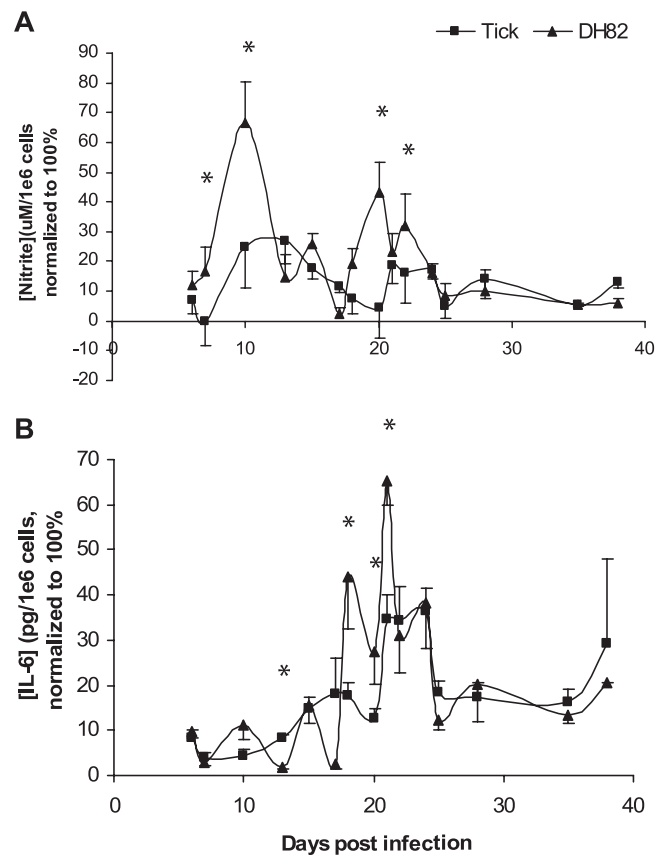 A
Tick DH82
[Nitrite](uM/1e6 cells
normalized to 100%
90
80
70
60
50
40
30
20
10
0
-10
-20
0 10 20 30 40
* * * *
B
[IL-6] (pg/1e6 cells,
normalized to 100%
70
60
50
40
30
20
10
0
0 10 20 30 40
* * * *
Days post infection